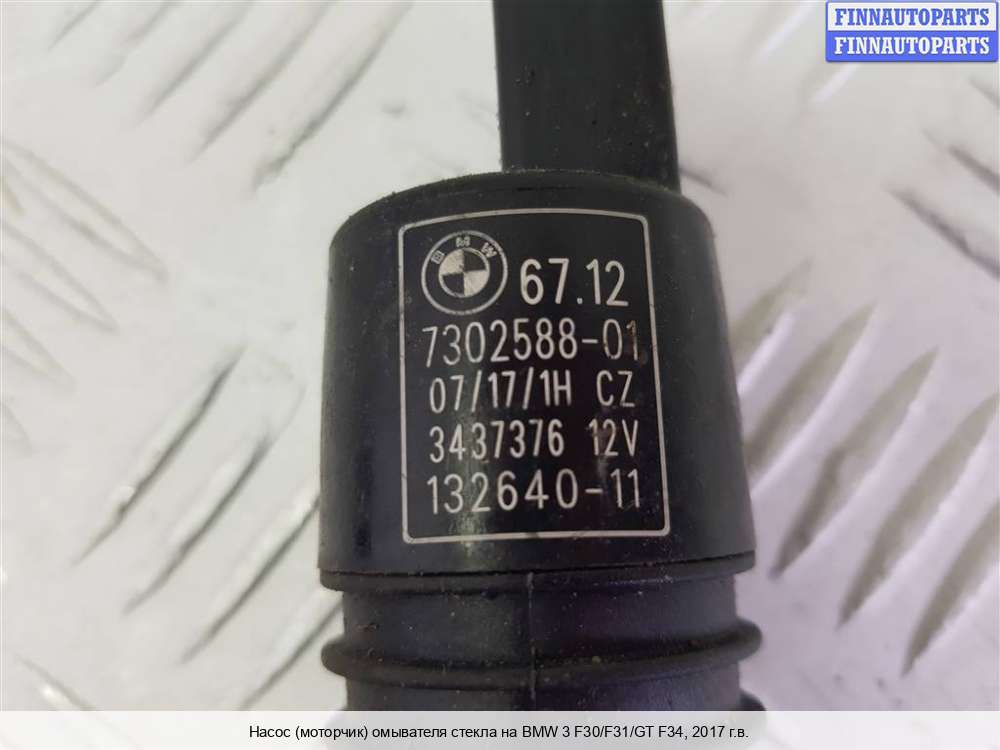 FINNAUTOPARTS
FINNAUTOPARTS
BMW 67.12
7302588-01
07/17/1H CZ
3437376 12V
132640-11
Насос (моторчик) омывателя стекла на BMW 3 F30/F31/GT F34, 2017 г.в.